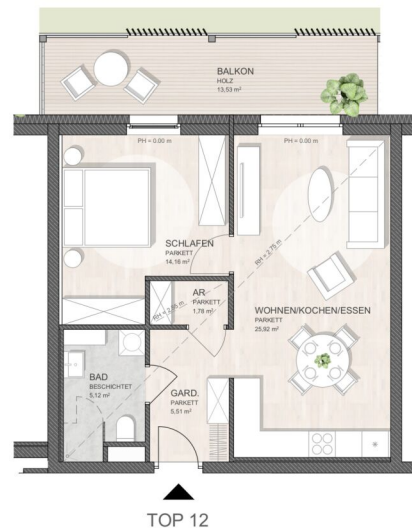 BALKON
HOLZ
13,53 m²
PH = 0.00 m
PH = 0.00 m
SCHLAFEN
PARKETT
14,16 m²
RH = 2.75 m
AR
PARKETT
1,78 m²
WOHNEN/KOCHEN/ESSEN
PARKETT
25,92 m²
BAD
BESCHICHTET
5,12 m²
GARD.
PARKETT
5,51 m²
TOP 12